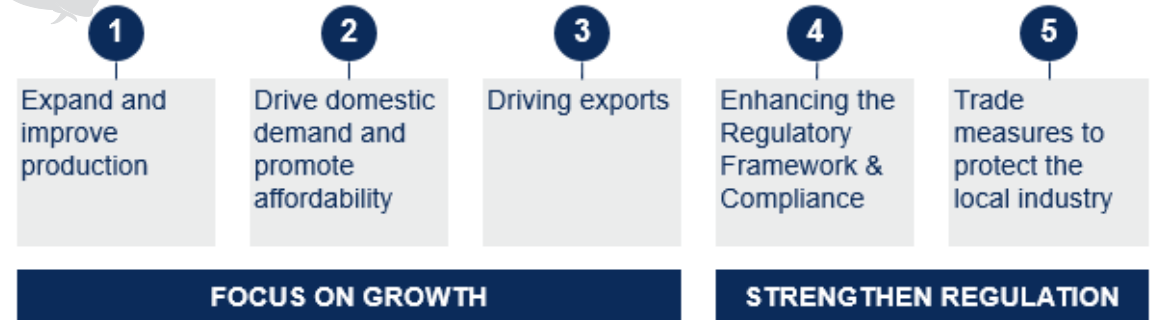 1
Expand and
improve
production
2
Drive domestic
demand and
promote
affordability
3
Driving exports
4
Enhancing the
Regulatory
Framework &
Compliance
5
Trade
measures to
protect the
local industry
FOCUS ON GROWTH
STRENGTHEN REGULATION